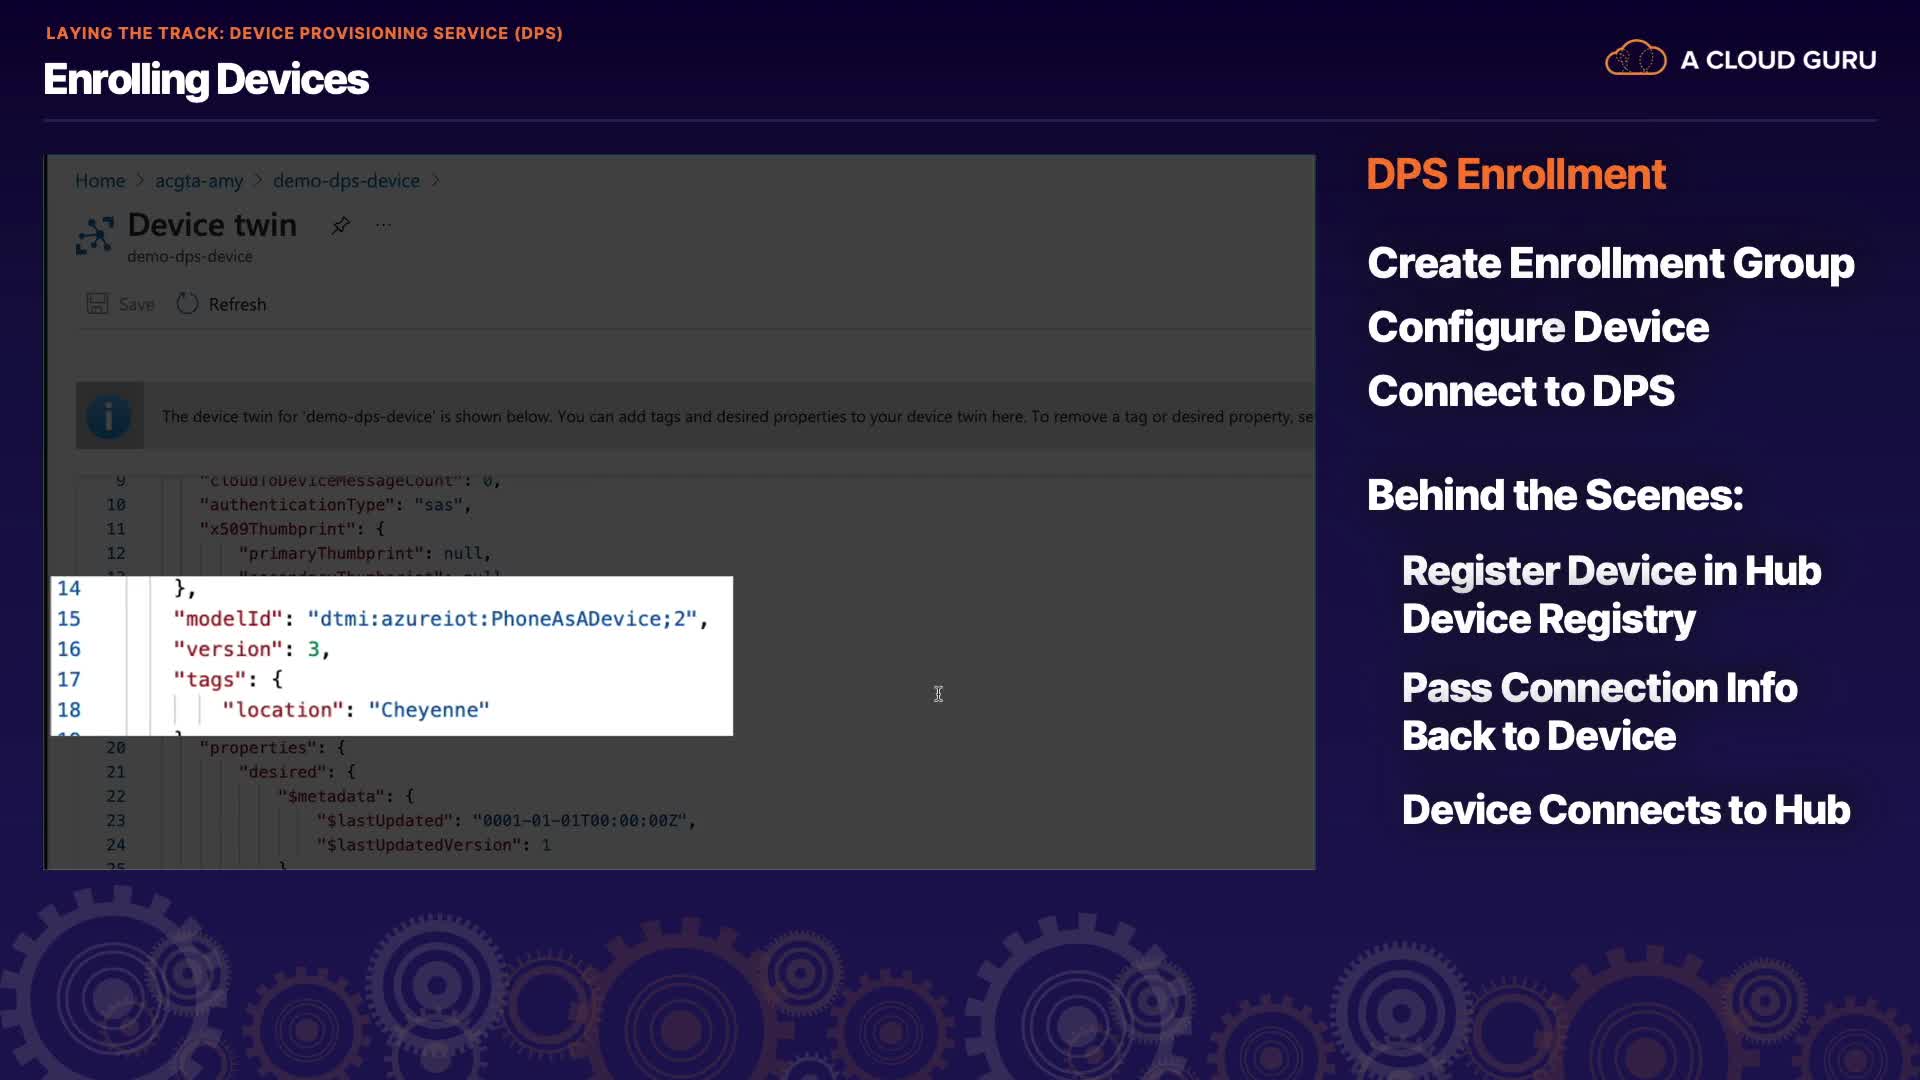 LAYING THE TRACK: DEVICE PROVISIONING SERVICE (DPS)
Enrolling Devices
A CLOUD GURU
Home > acgta-amy > demo-dps-device >
Device twin
demo-dps-device
Save Refresh
The device twin for 'demo-dps-device' is shown below. You can add tags and desired properties to your device twin here. To remove a tag or desired property, se
9 "cloudToDeviceMessageCount": 0,
10 "authenticationType": "sas",
11 "x509Thumbprint": {
12 "primaryThumbprint": null,
14 },
15 "modelId": "dtmi:azureiot:PhoneAsADevice;2",
16 "version": 3,
17 "tags": {
18 "location": "Cheyenne"
20 "properties": {
21 "desired": {
22 "$metadata": {
23 "$lastUpdated": "0001-01-01T00:00:00Z",
24 "$lastUpdatedVersion": 1
25 }
DPS Enrollment
Create Enrollment Group
Configure Device
Connect to DPS
Behind the Scenes:
Register Device in Hub
Device Registry
Pass Connection Info
Back to Device
Device Connects to Hub